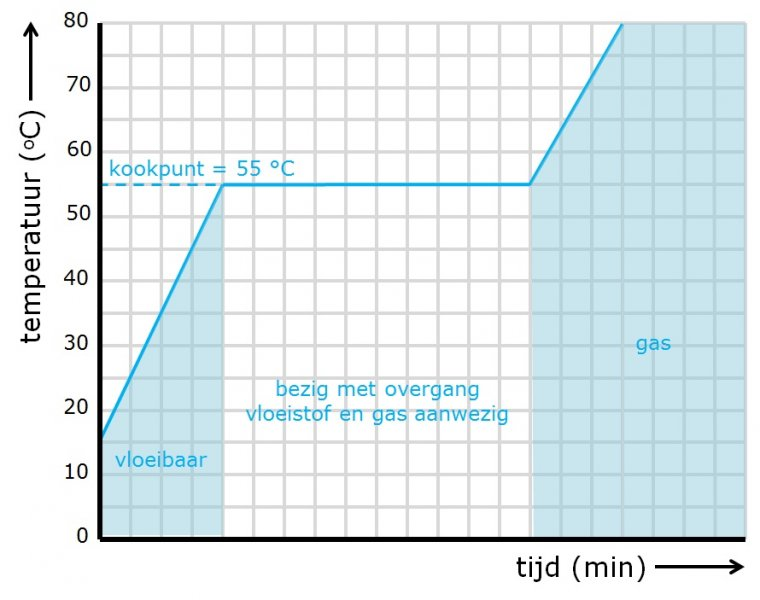 80
70
60
kookpunt = 55 °C
50
40
30
20
10
0
temperatuur (°C)
gas
bezig met overgang
vloeistof en gas aanwezig
vloeibaar
tijd (min)